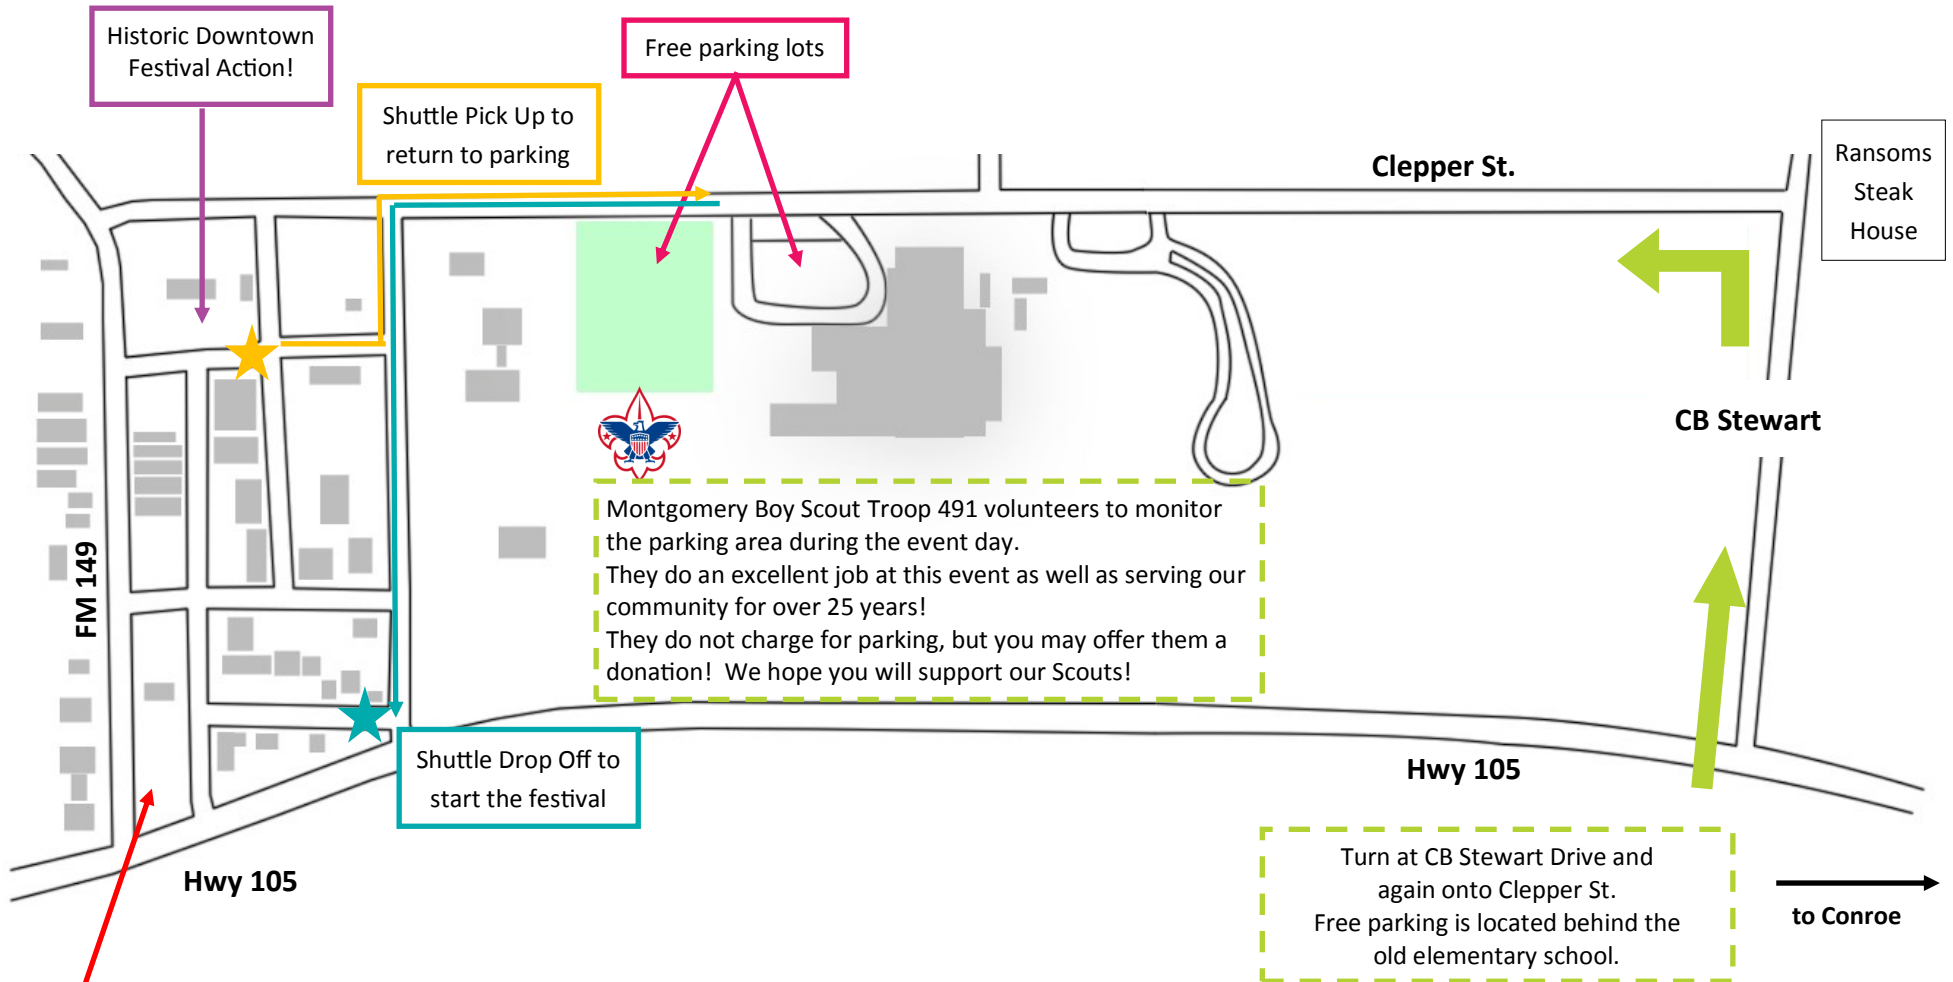 Historic Downtown
Festival Action!
Free parking lots
Shuttle Pick Up to
return to parking
Clepper St.
Ransoms
Steak
House
CB Stewart
FM 149
Montgomery Boy Scout Troop 491 volunteers to monitor
the parking area during the event day.
They do an excellent job at this event as well as serving our
community for over 25 years!
They do not charge for parking, but you may offer them a
donation!  We hope you will support our Scouts!
Shuttle Drop Off to
start the festival
Hwy 105
Hwy 105
Turn at CB Stewart Drive and
again onto Clepper St.
Free parking is located behind the
old elementary school.
to Conroe